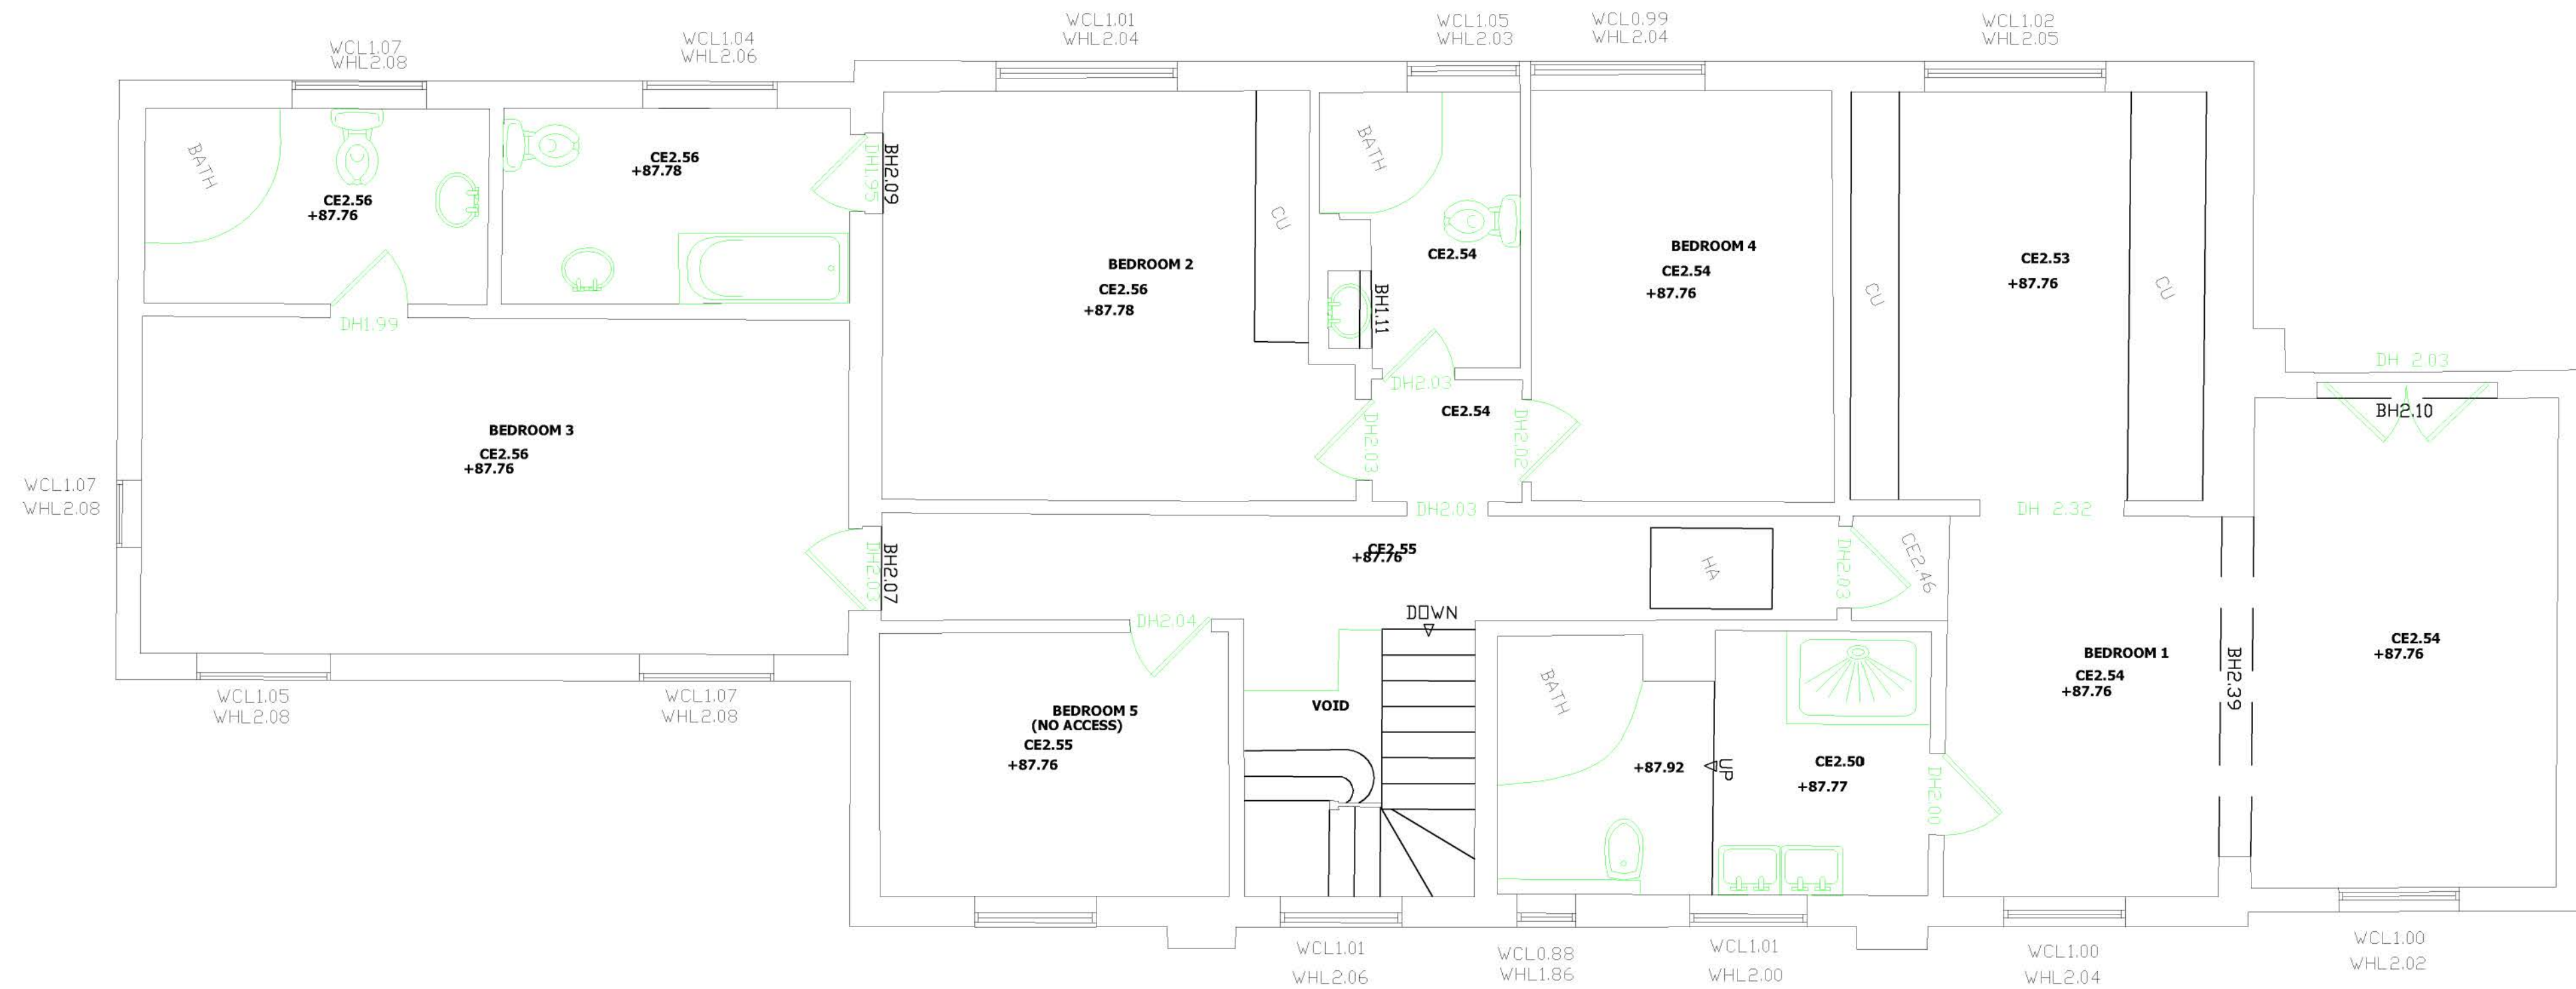 WCL1.07
WHL2.08
WCL1.04
WHL2.06
WCL1.01
WHL2.04
WCL1.05
WHL2.03
WCL0.99
WHL2.04
WCL1.02
WHL2.05
BATH
CE2.56
+87.76
DH1.99
CE2.56
+87.78
DH1.95
BH2.09
BEDROOM 2
CE2.56
+87.78
CU
BATH
CE2.54
BH1.11
DH2.03
CE2.54
DH2.03
DH2.02
DH2.03
BEDROOM 4
CE2.54
+87.76
CU
CE2.53
+87.76
CU
DH 2.32
DH 2.03
BH2.10
WCL1.07
WHL2.08
BEDROOM 3
CE2.56
+87.76
DH2.03
BH2.07
CE2.55
+87.76
HA
DH2.03
CE2.46
DOWN
DH2.04
BEDROOM 5
(NO ACCESS)
CE2.55
+87.76
VOID
BATH
+87.92
UP
CE2.50
+87.77
DH2.00
BEDROOM 1
CE2.54
+87.76
BH2.39
CE2.54
+87.76
WCL1.05
WHL2.08
WCL1.07
WHL2.08
WCL1.01
WHL2.06
WCL0.88
WHL1.86
WCL1.01
WHL2.00
WCL1.00
WHL2.04
WCL1.00
WHL2.02